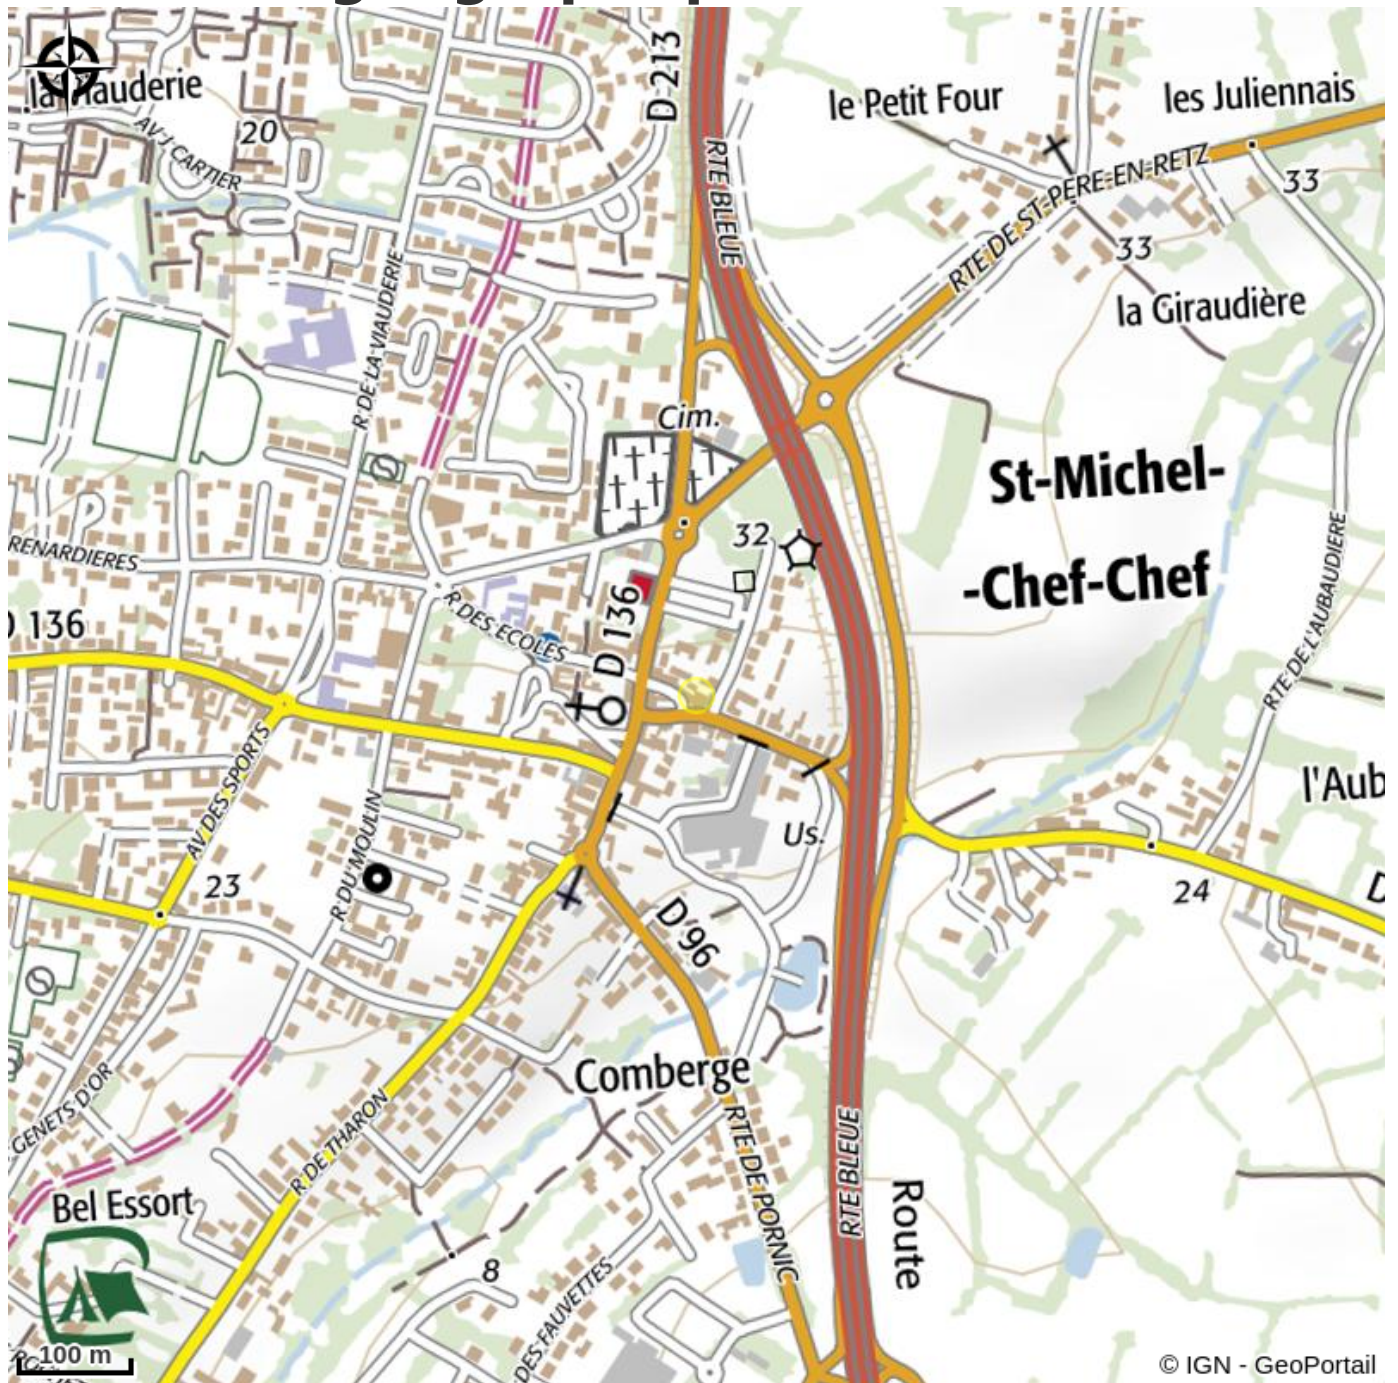 D 213
la Viauderie
le Petit Four
les Juliennais
20
AV J CARTIER
RTE BLEUE
RTE DE ST-PERE-EN-RETZ
33
33
la Giraudière
R DE LA VIAUDERIE
Cim.
St-Michel-
-Chef-Chef
32
RENARDIERES
D 136
R DES ECOLES
D 136
RTE DE L'AUBAUDIERE
AV DES SPORTS
l'Aub
R DU MOULIN
Us.
23
24
D 96
D
Comberge
GENETS D'OR
R DE THARON
RTE DE PORNIC
RTE BLEUE
Route
Bel Essort
8
DES FAUVETTES
100 m
© IGN - GeoPortail